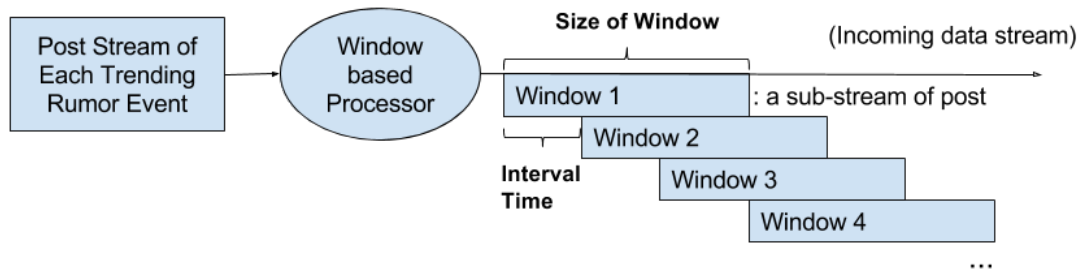 Post Stream of
Each Trending
Rumor Event
Window
based
Processor
Size of Window
(Incoming data stream)
Window 1
: a sub-stream of post
Window 2
Interval
Time
Window 3
Window 4
...